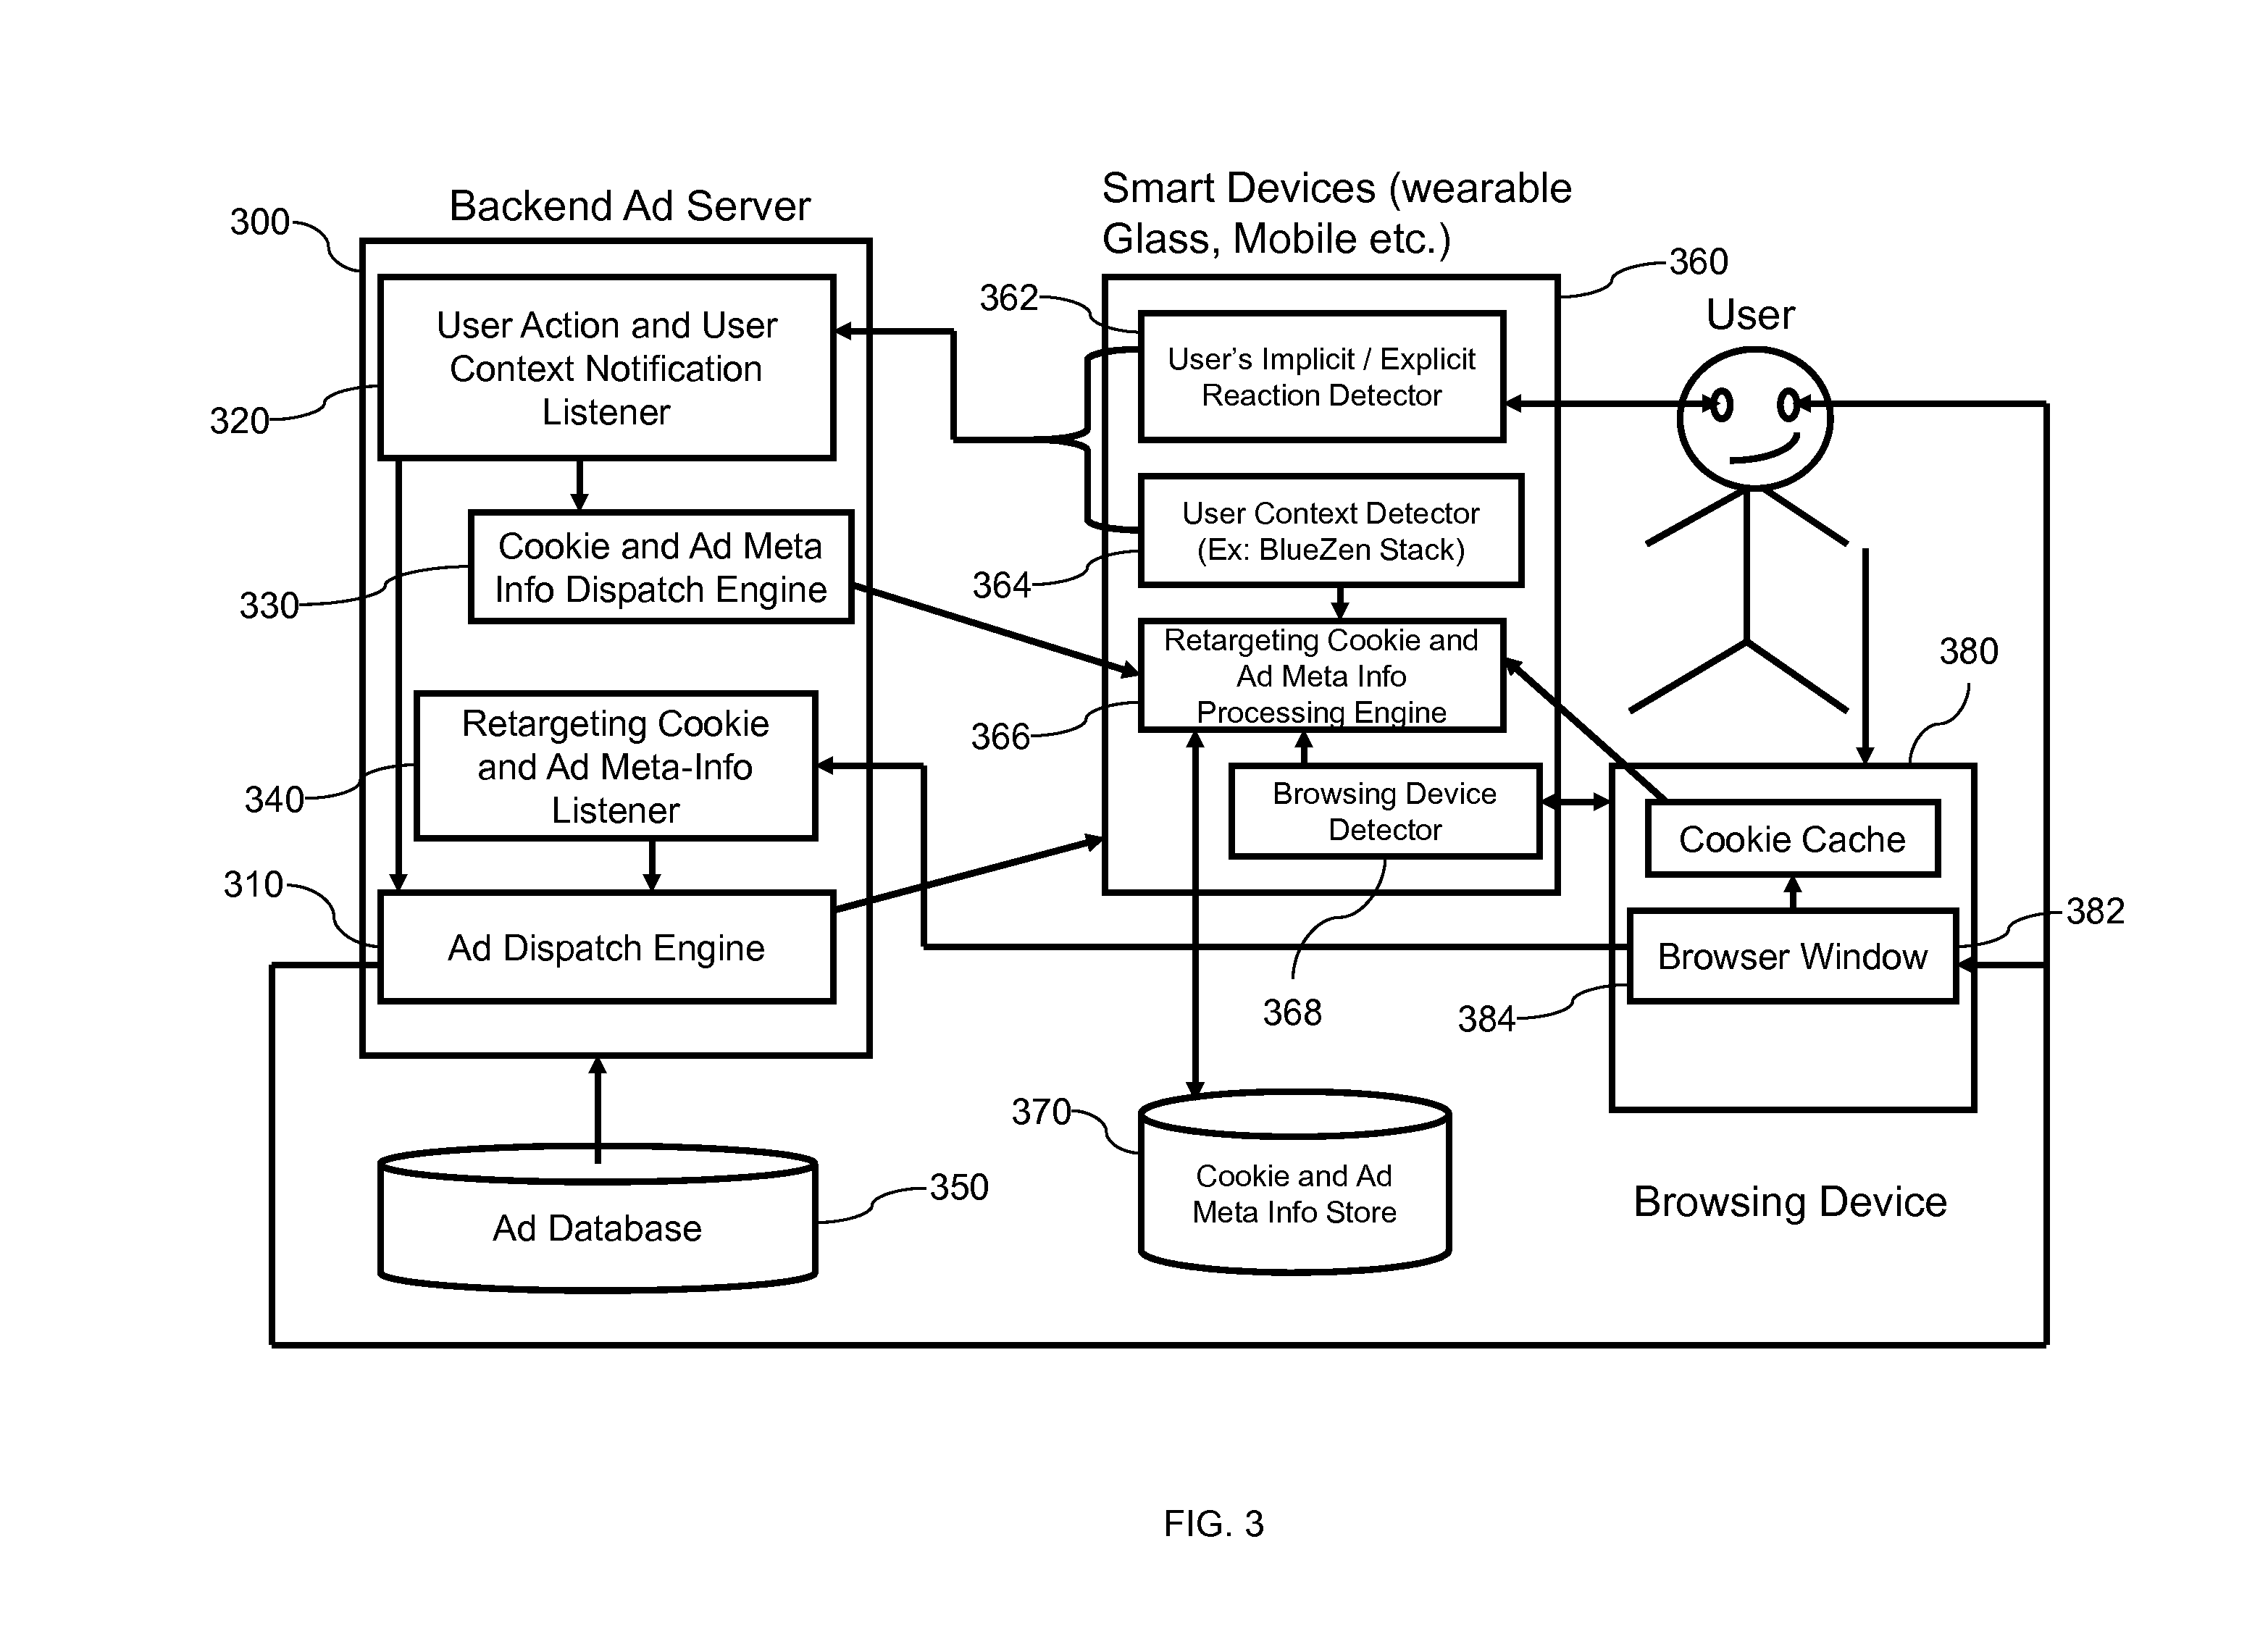 Backend Ad Server
300
User Action and User
Context Notification
Listener
320
Cookie and Ad Meta
Info Dispatch Engine
330
Retargeting Cookie
and Ad Meta-Info
Listener
340
310
Ad Dispatch Engine
Ad Database
350
Smart Devices (wearable
Glass, Mobile etc.)
360
362
User's Implicit / Explicit
Reaction Detector
User Context Detector
(Ex: BlueZen Stack)
364
Retargeting Cookie and
Ad Meta Info
Processing Engine
366
Browsing Device
Detector
368
370
Cookie and Ad
Meta Info Store
User
380
Cookie Cache
382
Browser Window
384
Browsing Device
FIG. 3